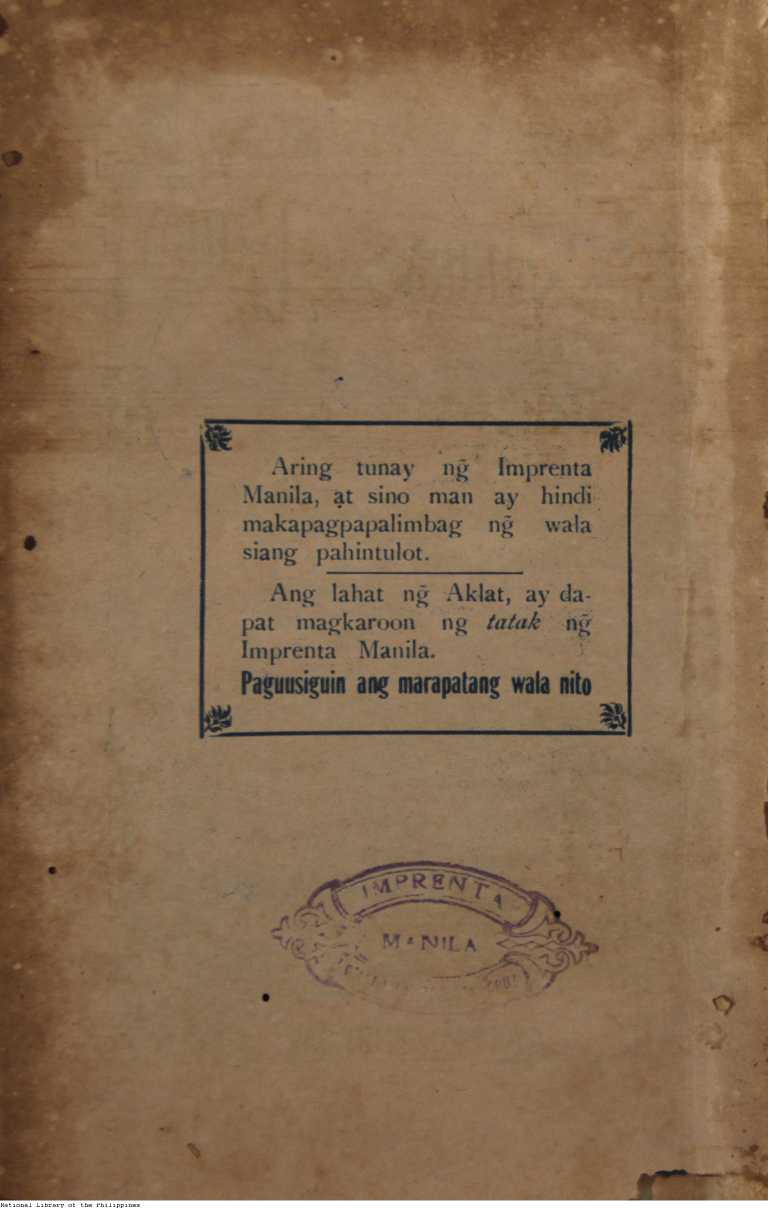 Aring tunay ng̃ Imprenta
Manila, at sino man ay hindi
makapagpapalimbag ng̃ wala
siang pahintulot.
Ang lahat ng̃ Aklat, ay da-
pat magkaroon ng tatak ng̃
Imprenta Manila.
Paguusiguin ang marapatang wala nito
IMPRENTA
MANILA
National Library of the Philippines